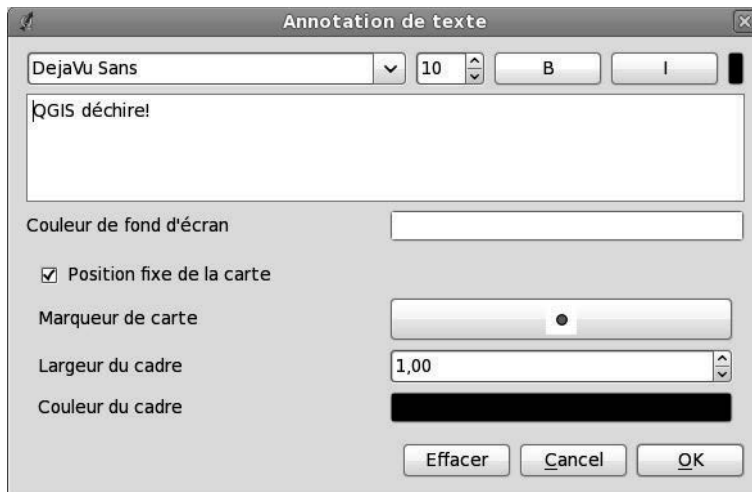 Annotation de texte
DejaVu Sans 10 B I
QGIS déchire!
Couleur de fond d'écran
Position fixe de la carte
Marqueur de carte
Largeur du cadre 1,00
Couleur du cadre
Effacer Cancel OK